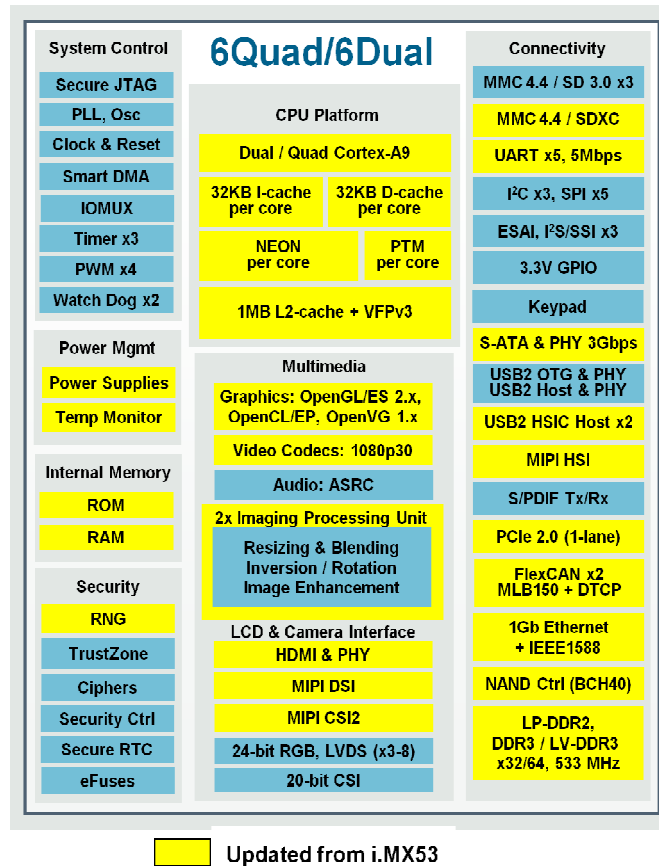 6Quad/6Dual
System Control
Secure JTAG
PLL, Osc
Clock & Reset
Smart DMA
IOMUX
Timer x3
PWM x4
Watch Dog x2
Power Mgmt
Power Supplies
Temp Monitor
Internal Memory
ROM
RAM
Security
RNG
TrustZone
Ciphers
Security Ctrl
Secure RTC
eFuses
CPU Platform
Dual / Quad Cortex-A9
32KB I-cache
per core
32KB D-cache
per core
NEON
per core
PTM
per core
1MB L2-cache + VFPv3
Multimedia
Graphics: OpenGL/ES 2.x,
OpenCL/EP, OpenVG 1.x
Video Codecs: 1080p30
Audio: ASRC
2x Imaging Processing Unit
Resizing & Blending
Inversion / Rotation
Image Enhancement
LCD & Camera Interface
HDMI & PHY
MIPI DSI
MIPI CSI2
24-bit RGB, LVDS (x3-8)
20-bit CSI
Connectivity
MMC 4.4 / SD 3.0 x3
MMC 4.4 / SDXC
UART x5, 5Mbps
I²C x3, SPI x5
ESAI, I²S/SSI x3
3.3V GPIO
Keypad
S-ATA & PHY 3Gbps
USB2 OTG & PHY
USB2 Host & PHY
USB2 HSIC Host x2
MIPI HSI
S/PDIF Tx/Rx
PCIe 2.0 (1-lane)
FlexCAN x2
MLB150 + DTCP
1Gb Ethernet
+ IEEE1588
NAND Ctrl (BCH40)
LP-DDR2,
DDR3 / LV-DDR3
x32/64, 533 MHz
Updated from i.MX53